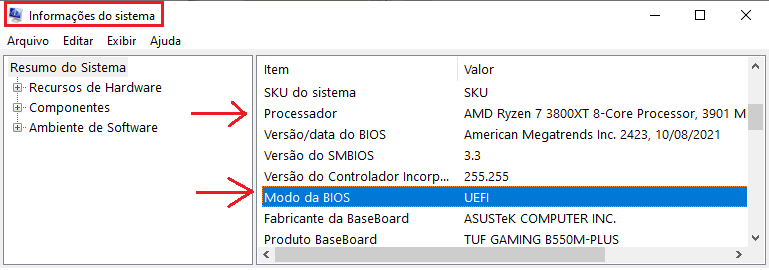 Informações do sistema
Arquivo Editar Exibir Ajuda
Resumo do Sistema
Recursos de Hardware
Componentes
Ambiente de Software
Item Valor
SKU do sistema SKU
Processador AMD Ryzen 7 3800XT 8-Core Processor, 3901 M
Versão/data do BIOS American Megatrends Inc. 2423, 10/08/2021
Versão do SMBIOS 3.3
Versão do Controlador Incorp... 255.255
Modo da BIOS UEFI
Fabricante da BaseBoard ASUSTeK COMPUTER INC.
Produto BaseBoard TUF GAMING B550M-PLUS